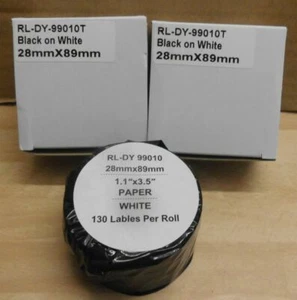 RL-DY-99010T
Black on White
28mmX89mm
RL-DY-99010T
Black on White
28mmX89mm
RL-DY 99010
28mmx89mm
1.1"x3.5"
PAPER
WHITE
130 Lables Per Roll